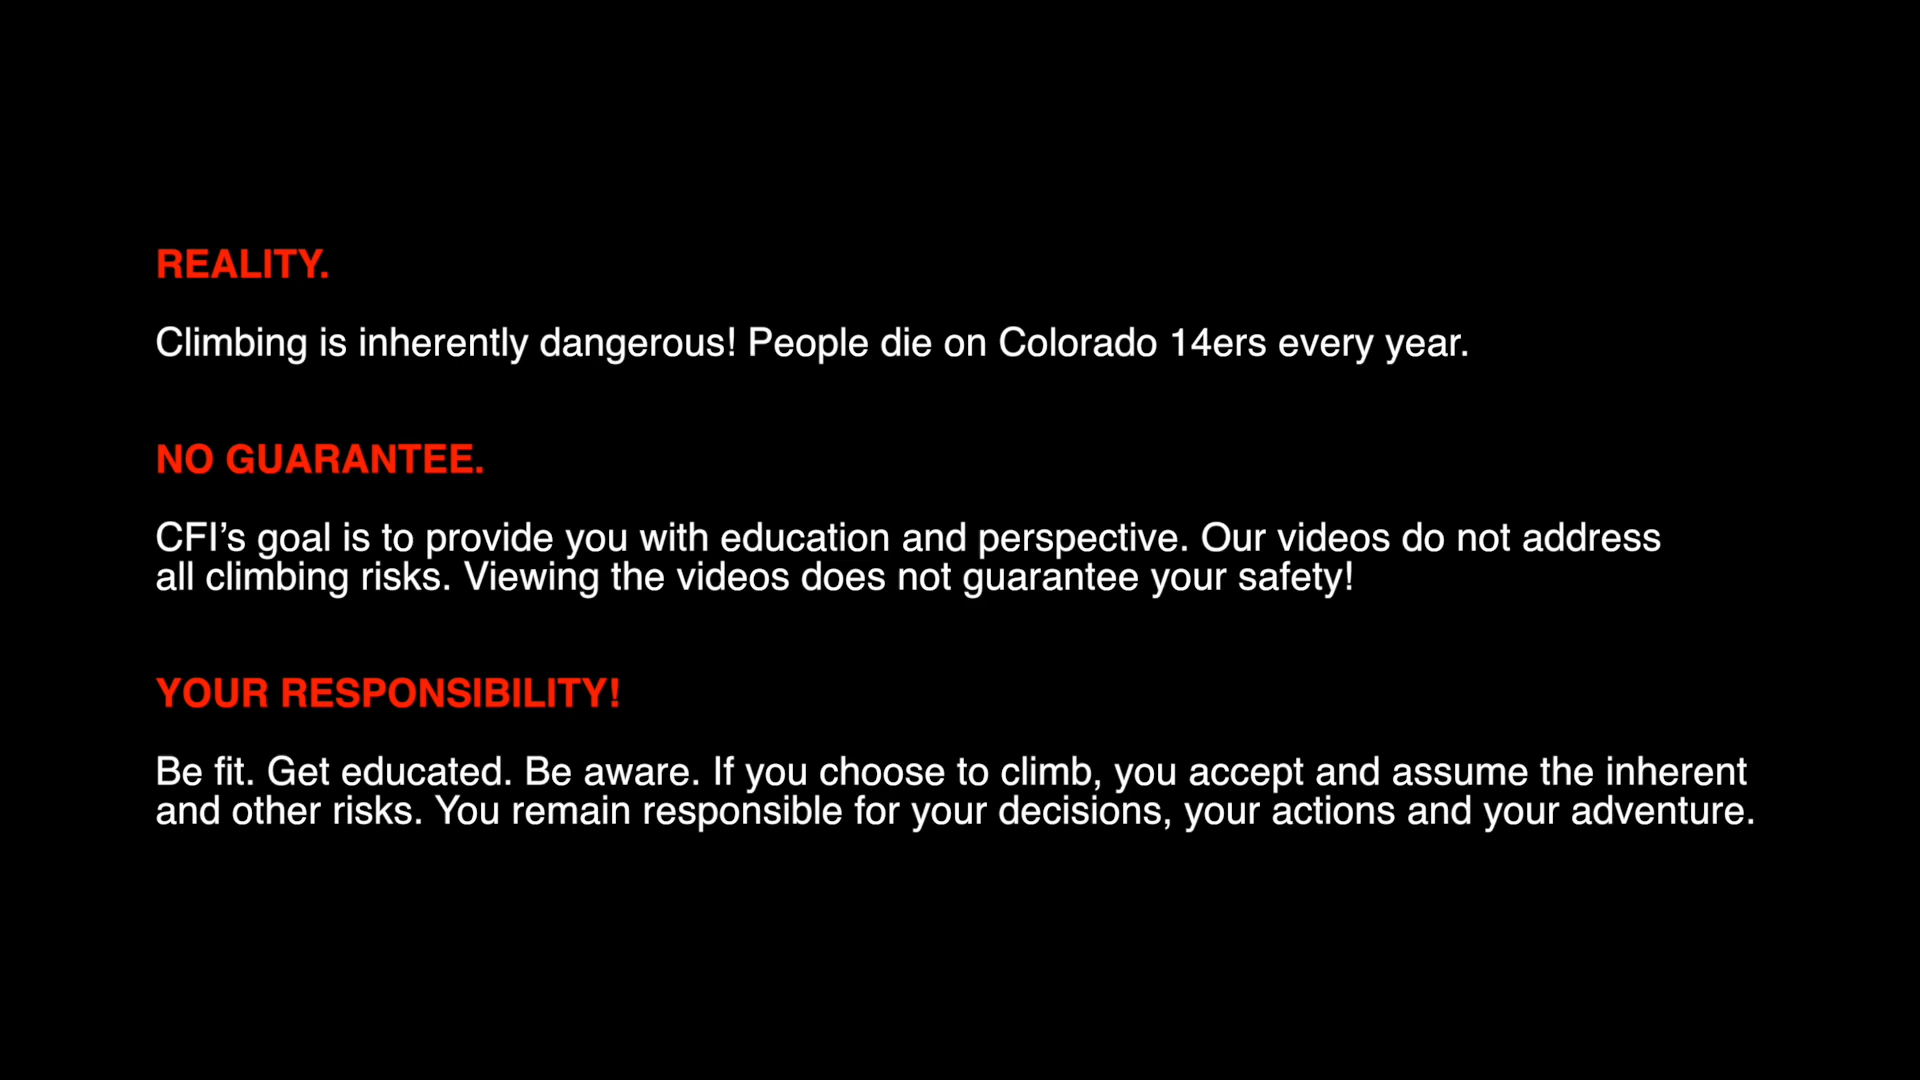 REALITY.
Climbing is inherently dangerous! People die on Colorado 14ers every year.
NO GUARANTEE.
CFI’s goal is to provide you with education and perspective. Our videos do not address
all climbing risks. Viewing the videos does not guarantee your safety!
YOUR RESPONSIBILITY!
Be fit. Get educated. Be aware. If you choose to climb, you accept and assume the inherent
and other risks. You remain responsible for your decisions, your actions and your adventure.